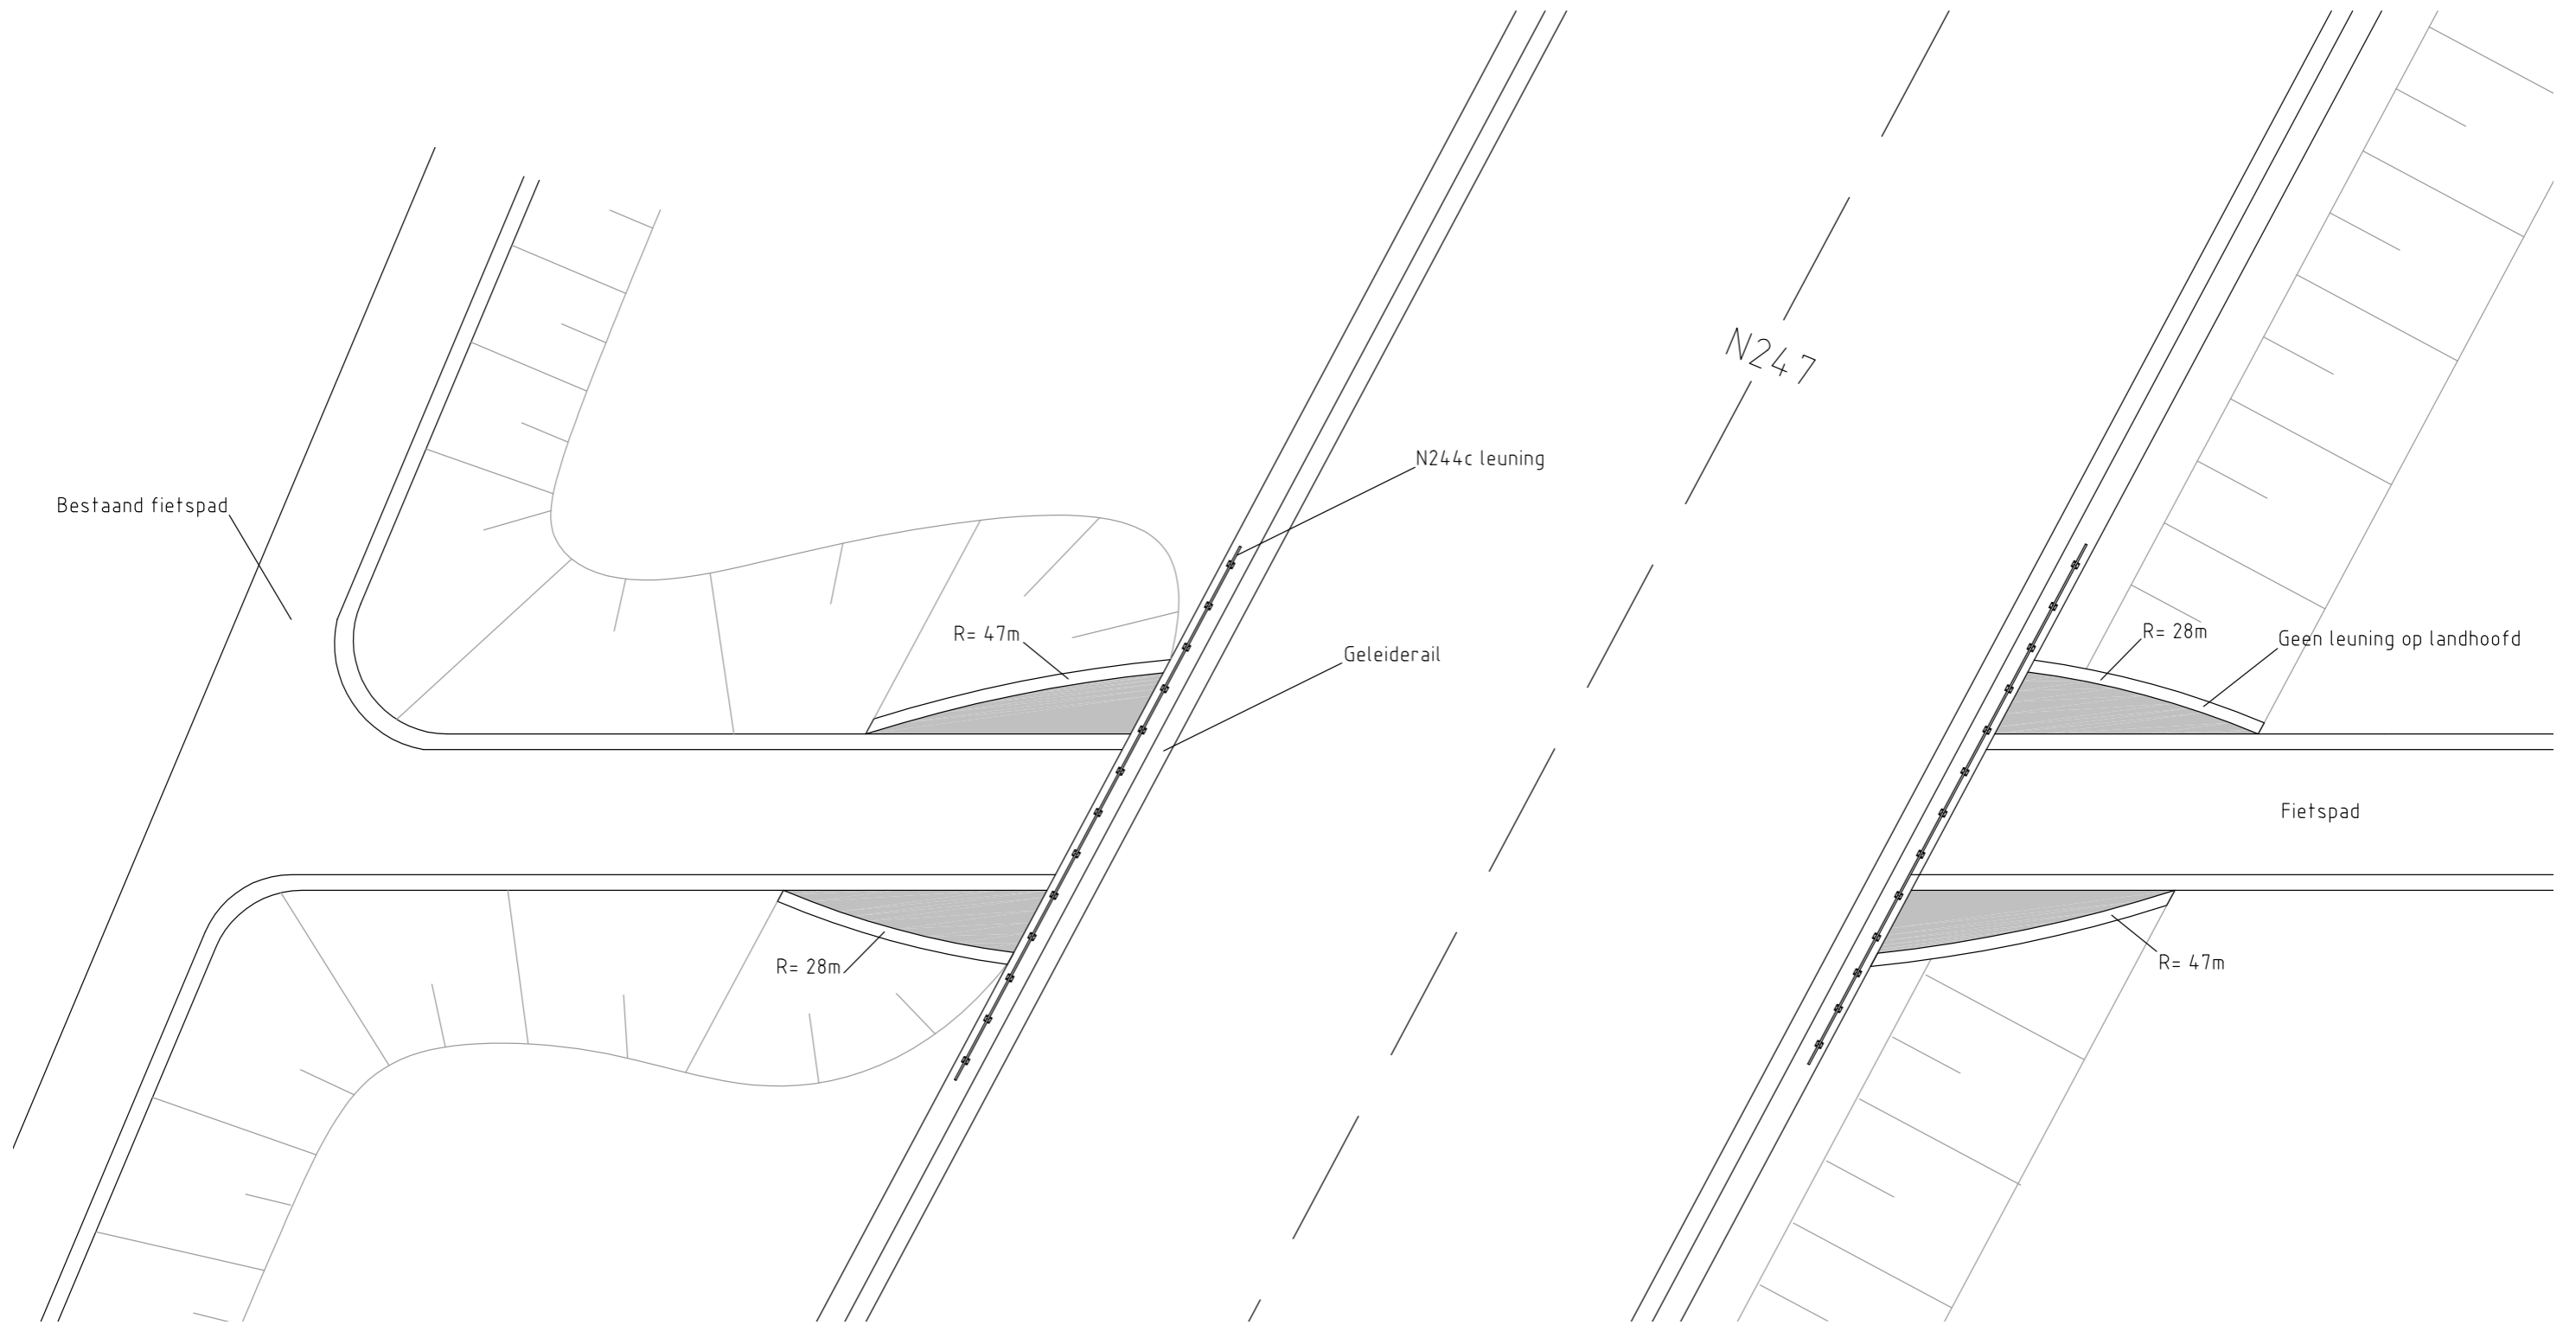 N247
N244c leuning
Bestaand fietspad
R= 47m
R= 28m
Geen leuning op landhoofd
Geleiderail
Fietspad
R= 28m
R= 47m